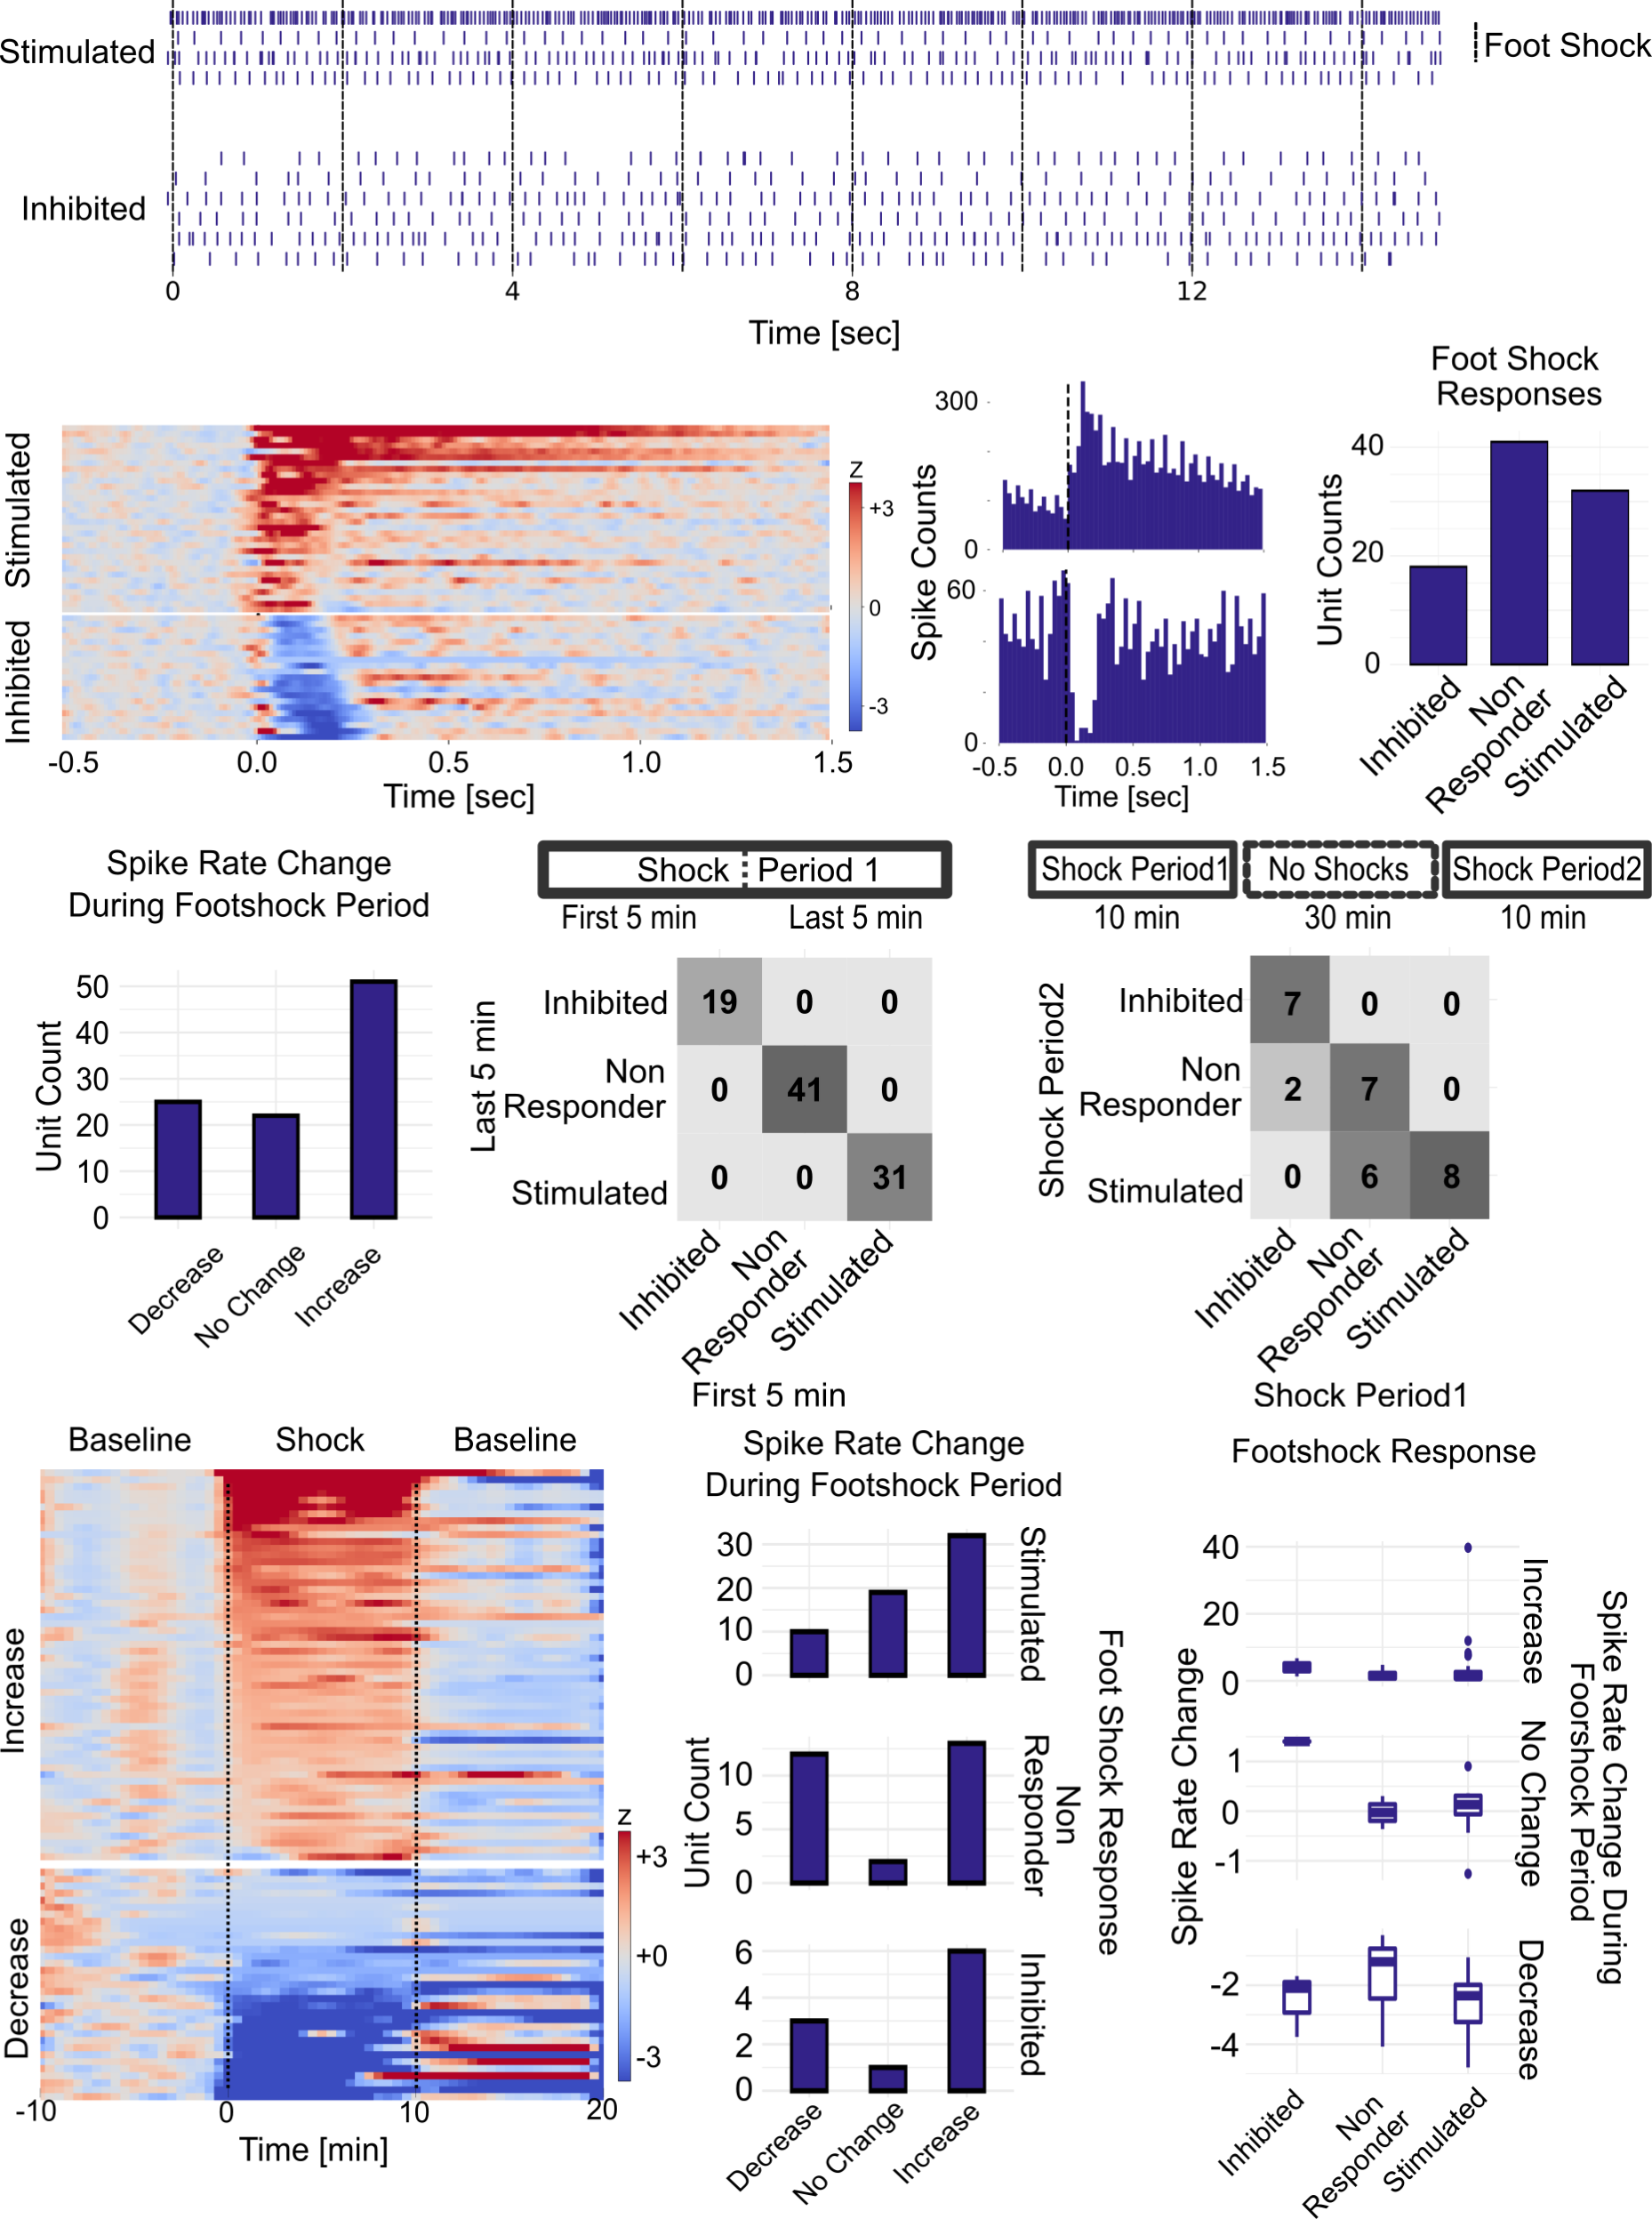 Stimulated
Foot Shock
Inhibited
0
4
8
12
Time [sec]
Stimulated
Inhibited
-0.5
0.0
0.5
1.0
1.5
Time [sec]
z
+3
0
-3
Spike Counts
300
0
60
0
-0.5
0.0
0.5
1.0
1.5
Time [sec]
Foot Shock
Responses
Unit Counts
40
20
0
Inhibited
Non
Responder
Stimulated
Spike Rate Change
During Footshock Period
Unit Count
50
40
30
20
10
0
Decrease
No Change
Increase
Shock Period 1
First 5 min
Last 5 min
Last 5 min
Inhibited
19 0 0
Non
Responder
0 41 0
Stimulated
0 0 31
Inhibited
Non
Responder
Stimulated
First 5 min
Shock Period1
No Shocks
Shock Period2
10 min
30 min
10 min
Shock Period2
Inhibited
7 0 0
Non
Responder
2 7 0
Stimulated
0 6 8
Inhibited
Non
Responder
Stimulated
Shock Period1
Baseline
Shock
Baseline
Increase
Decrease
-10
0
10
20
Time [min]
z
+3
+0
-3
Spike Rate Change
During Footshock Period
Unit Count
30
20
10
0
Stimulated
10
5
0
Non
Responder
6
4
2
0
Inhibited
Foot Shock Response
Decrease
No Change
Increase
Footshock Response
Spike Rate Change
40
20
0
Increase
1
0
-1
No Change
-2
-4
Decrease
Spike Rate Change During
Foorshock Period
Inhibited
Non
Responder
Stimulated